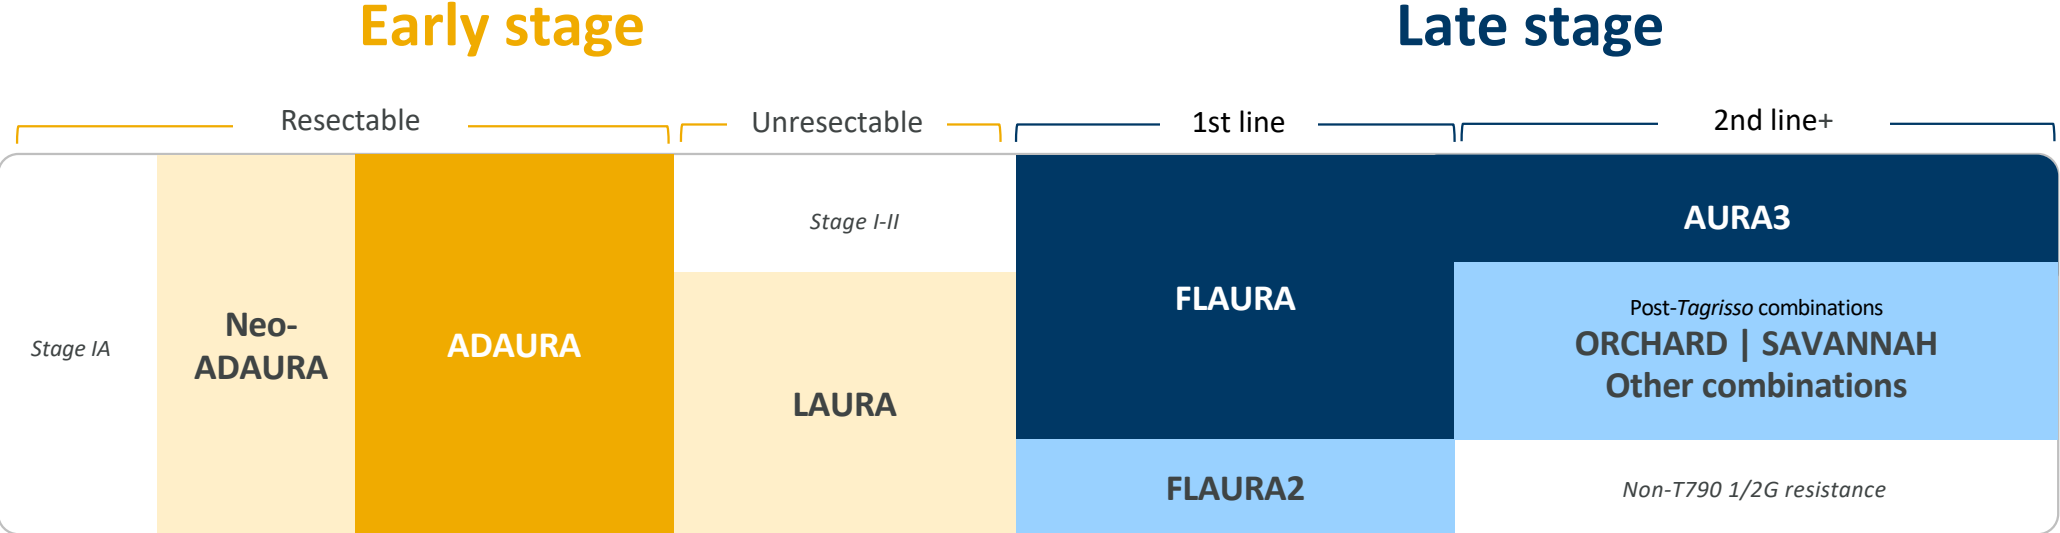 Early stage
Late stage
Resectable
Unresectable
1st line
2nd line+
Stage IA
Neo-
ADAURA
ADAURA
Stage I-II
LAURA
FLAURA
FLAURA2
AURA3
Post-Tagrisso combinations
ORCHARD | SAVANNAH
Other combinations
Non-T790 1/2G resistance